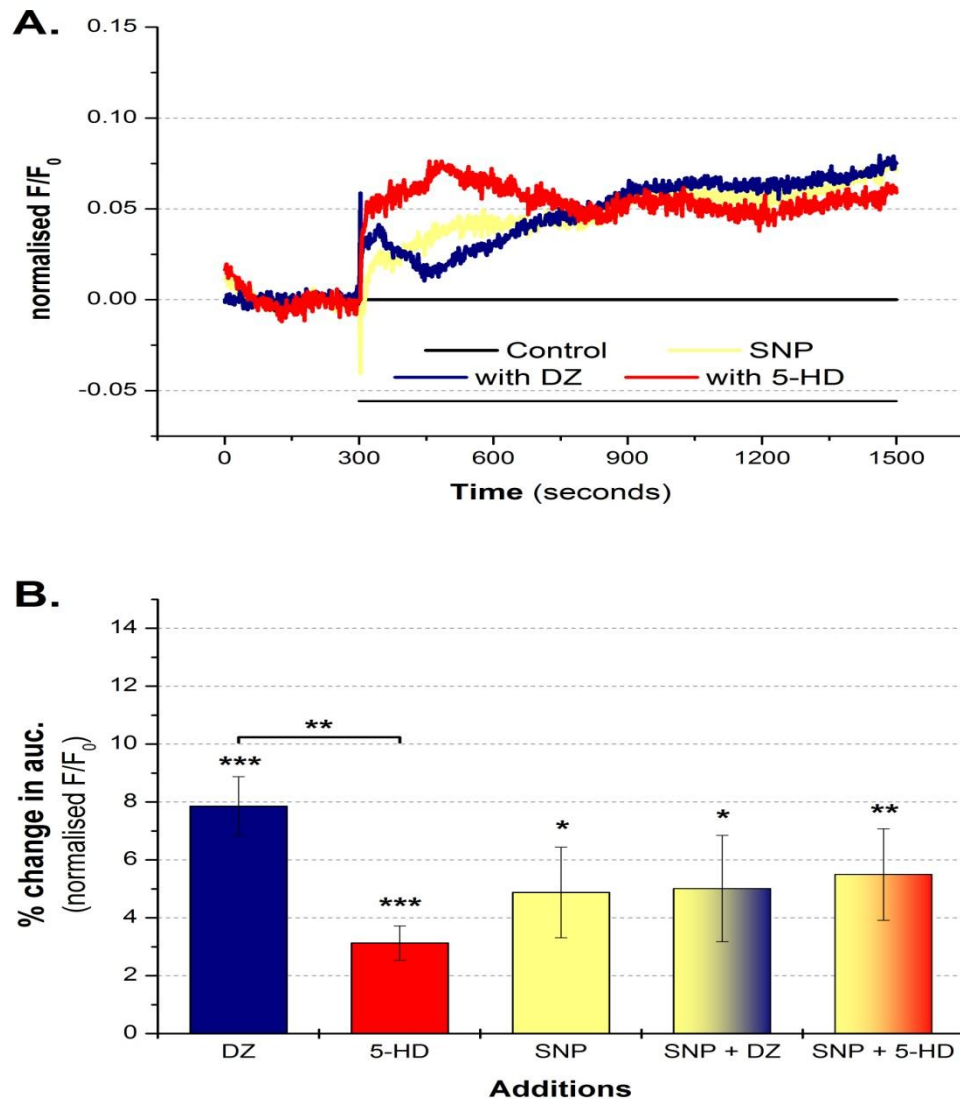 A.
0.15
0.10
0.05
0.00
-0.05
normalised F/F₀
Control
SNP
with DZ
with 5-HD
0 300 600 900 1200 1500
Time (seconds)
B.
14
12
10
8
6
4
2
0
% change in auc.
(normalised F/F₀)
**
***
***
*
*
**
DZ 5-HD SNP SNP + DZ SNP + 5-HD
Additions